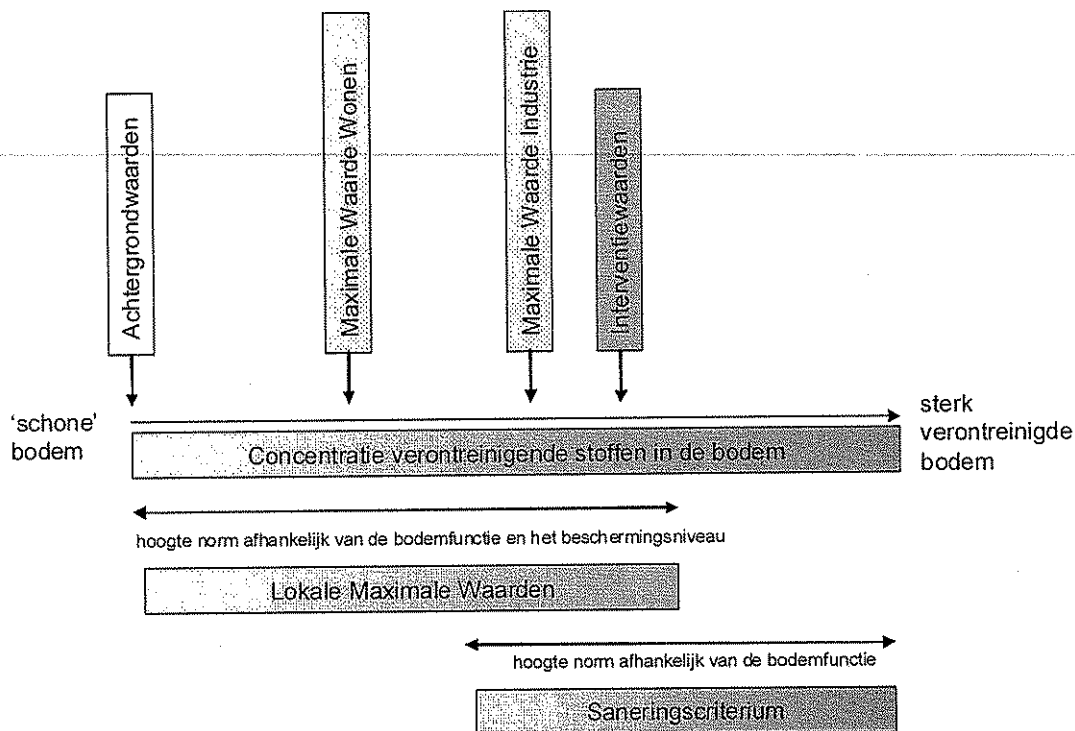 Achtergrondwaarden
Maximale Waarde Wonen
Maximale Waarde Industrie
Interventiewaarden
'schone'
bodem
sterk
verontreinigde
bodem
Concentratie verontreinigende stoffen in de bodem
hoogte norm afhankelijk van de bodemfunctie en het beschermingsniveau
Lokale Maximale Waarden
hoogte norm afhankelijk van de bodemfunctie
Saneringscriterium